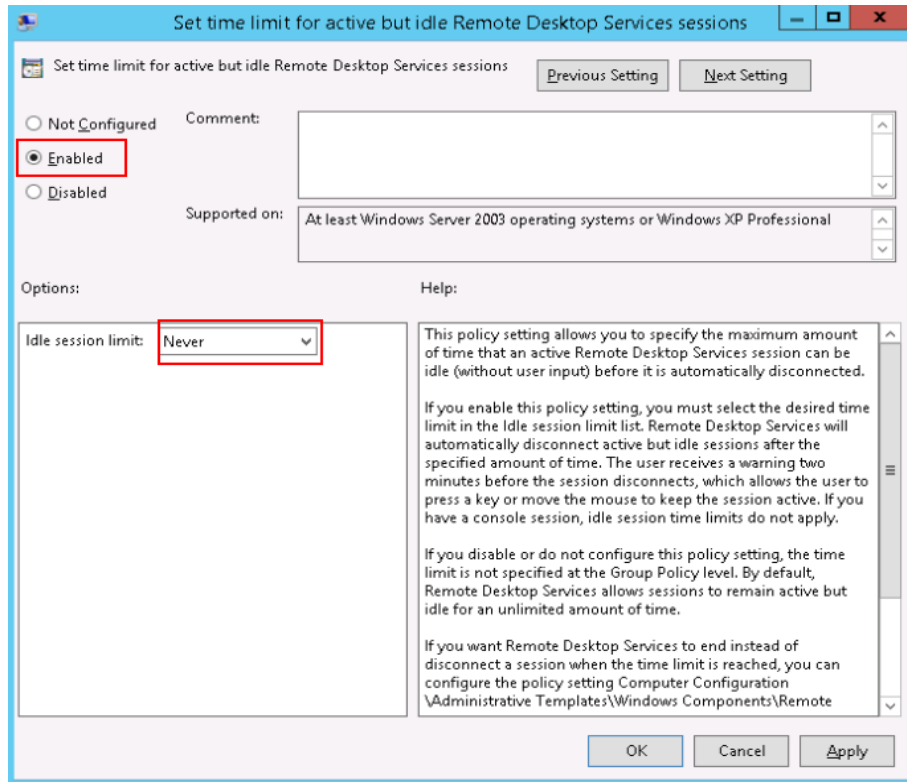 Set time limit for active but idle Remote Desktop Services sessions
Set time limit for active but idle Remote Desktop Services sessions
Previous Setting
Next Setting
Not Configured
Comment:
Enabled
Disabled
Supported on:
At least Windows Server 2003 operating systems or Windows XP Professional
Options:
Help:
Idle session limit:
Never
This policy setting allows you to specify the maximum amount
of time that an active Remote Desktop Services session can be
idle (without user input) before it is automatically disconnected.
If you enable this policy setting, you must select the desired time
limit in the Idle session limit list. Remote Desktop Services will
automatically disconnect active but idle sessions after the
specified amount of time. The user receives a warning two
minutes before the session disconnects, which allows the user to
press a key or move the mouse to keep the session active. If you
have a console session, idle session time limits do not apply.
If you disable or do not configure this policy setting, the time
limit is not specified at the Group Policy level. By default,
Remote Desktop Services allows sessions to remain active but
idle for an unlimited amount of time.
If you want Remote Desktop Services to end instead of
disconnect a session when the time limit is reached, you can
configure the policy setting Computer Configuration
\Administrative Templates\Windows Components\Remote
OK
Cancel
Apply